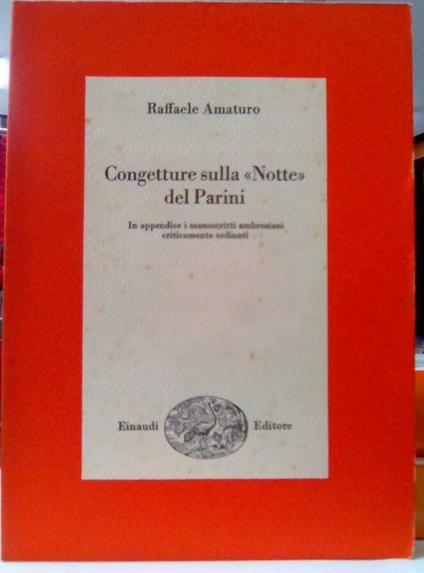 Raffaele Amaturo
Congetture sulla «Notte»
del Parini
In appendice i manoscritti ambrosiani
criticamente ordinati
Einaudi Editore